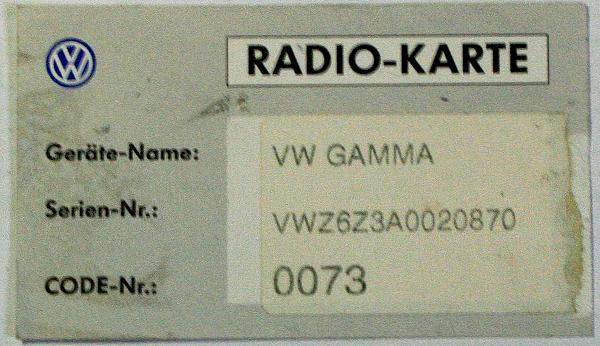 RADIO-KARTE
Geräte-Name: VW GAMMA
Serien-Nr.: VWZ6Z3A0020870
CODE-Nr.: 0073